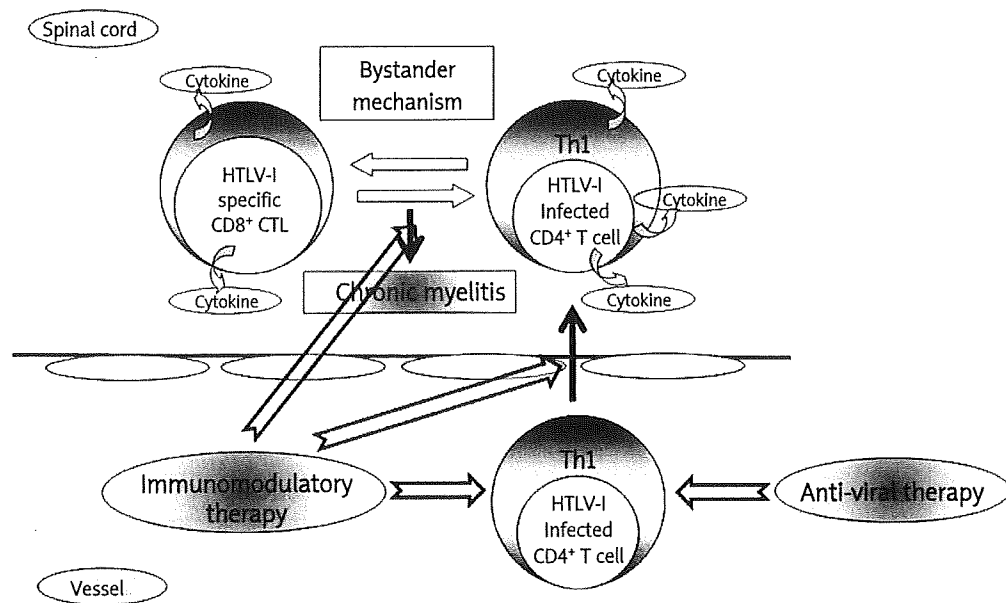 Spinal cord
Cytokine
Bystander
mechanism
Cytokine
HTLV-I
specific
CD8⁺ CTL
Th1
HTLV-I
Infected
CD4⁺ T cell
Cytokine
Cytokine
Chronic myelitis
Cytokine
Immunomodulatory
therapy
Th1
HTLV-I
Infected
CD4⁺ T cell
Anti-viral therapy
Vessel